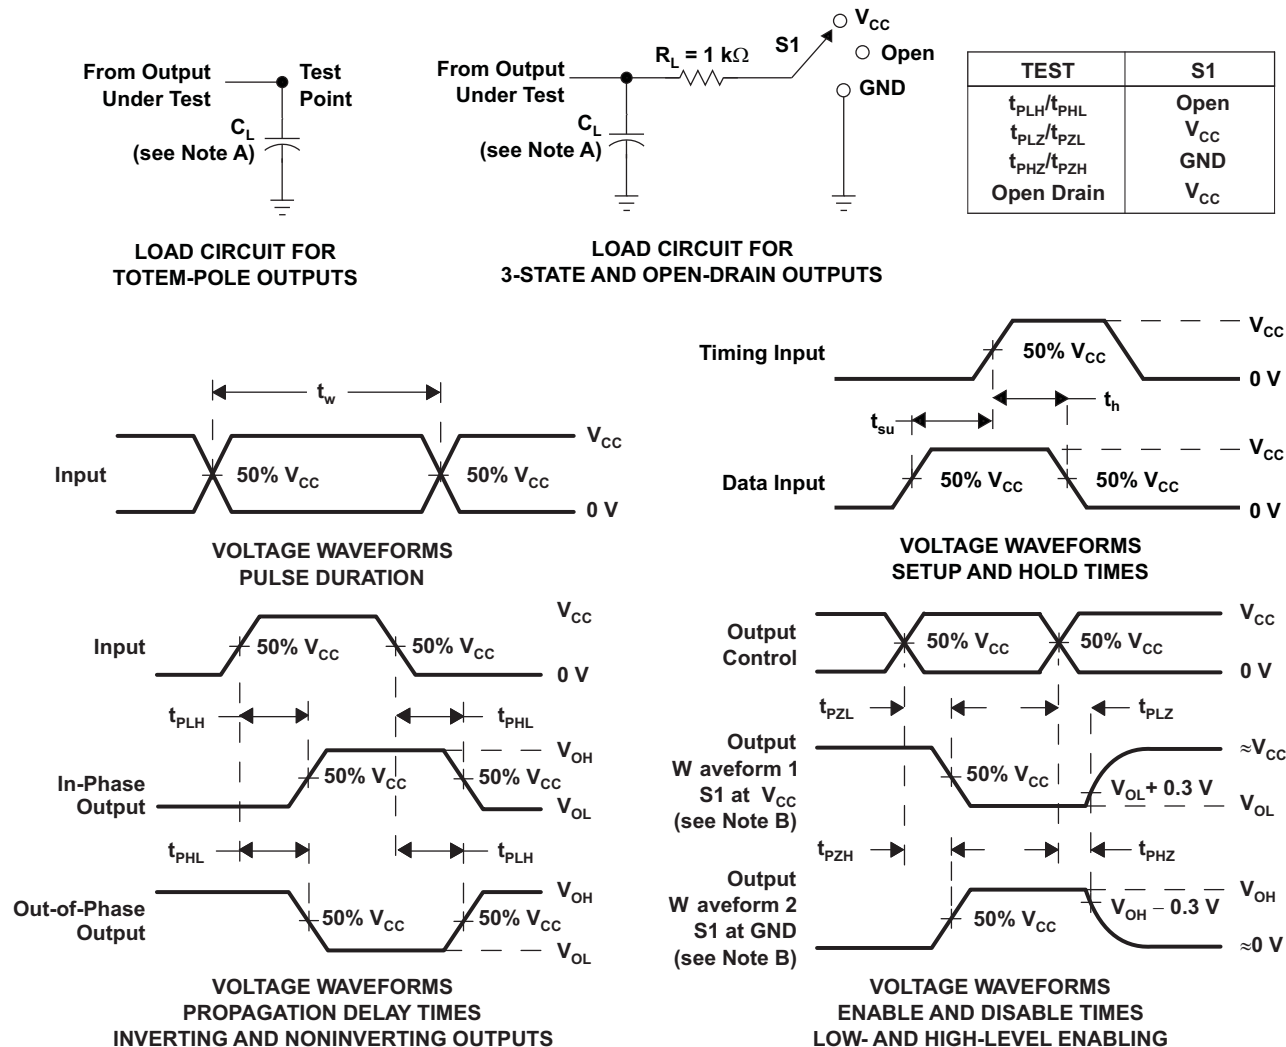 From Output
Under Test
Test
Point
C_L
(see Note A)
LOAD CIRCUIT FOR
TOTEM-POLE OUTPUTS
From Output
Under Test
R_L = 1 kΩ
S1
V_CC
Open
GND
C_L
(see Note A)
LOAD CIRCUIT FOR
3-STATE AND OPEN-DRAIN OUTPUTS
TEST S1
t_PLH/t_PHL Open
t_PLZ/t_PZL V_CC
t_PHZ/t_PZH GND
Open Drain V_CC
t_w
Input
50% V_CC
50% V_CC
V_CC
0 V
VOLTAGE WAVEFORMS
PULSE DURATION
Timing Input
50% V_CC
V_CC
0 V
t_h
t_su
Data Input
50% V_CC
50% V_CC
V_CC
0 V
VOLTAGE WAVEFORMS
SETUP AND HOLD TIMES
Input
50% V_CC
50% V_CC
V_CC
0 V
t_PLH
t_PHL
In-Phase
Output
50% V_CC
50% V_CC
V_OH
V_OL
t_PHL
t_PLH
Out-of-Phase
Output
50% V_CC
50% V_CC
V_OH
V_OL
VOLTAGE WAVEFORMS
PROPAGATION DELAY TIMES
INVERTING AND NONINVERTING OUTPUTS
Output
Control
50% V_CC
50% V_CC
V_CC
0 V
t_PZL
t_PLZ
Output
W aveform 1
S1 at V_CC
(see Note B)
50% V_CC
V_OL + 0.3 V
≈V_CC
V_OL
t_PZH
t_PHZ
Output
W aveform 2
S1 at GND
(see Note B)
50% V_CC
V_OH − 0.3 V
V_OH
≈0 V
VOLTAGE WAVEFORMS
ENABLE AND DISABLE TIMES
LOW- AND HIGH-LEVEL ENABLING